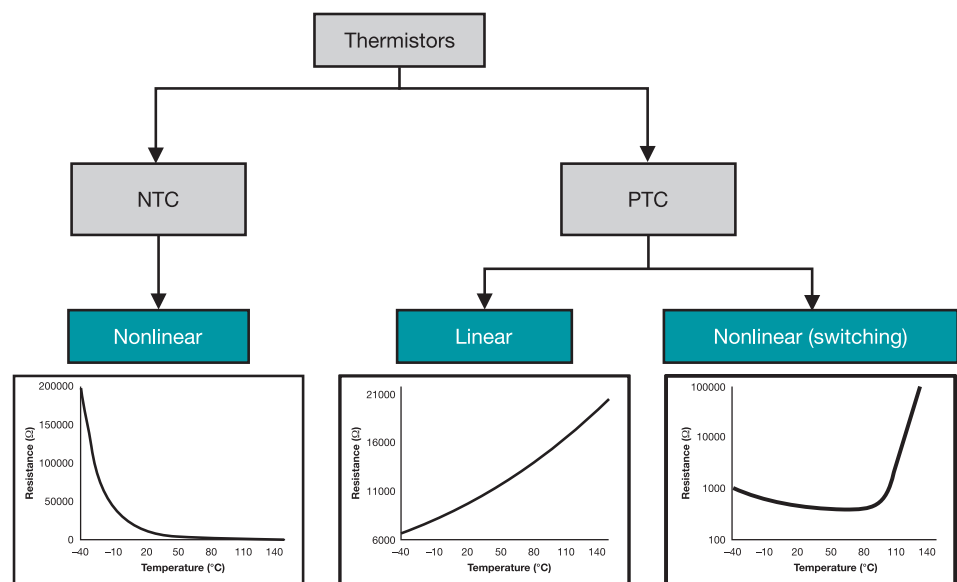 Thermistors
NTC
PTC
Nonlinear
Linear
Nonlinear (switching)
Resistance (Ω)
200000
150000
100000
50000
0
–40 –10 20 50 80 110 140
Temperature (°C)
Resistance (Ω)
21000
16000
11000
6000
–40 –10 20 50 80 110 140
Temperature (°C)
Resistance (Ω)
100000
10000
1000
100
–40 –10 20 50 80 110 140
Temperature (°C)